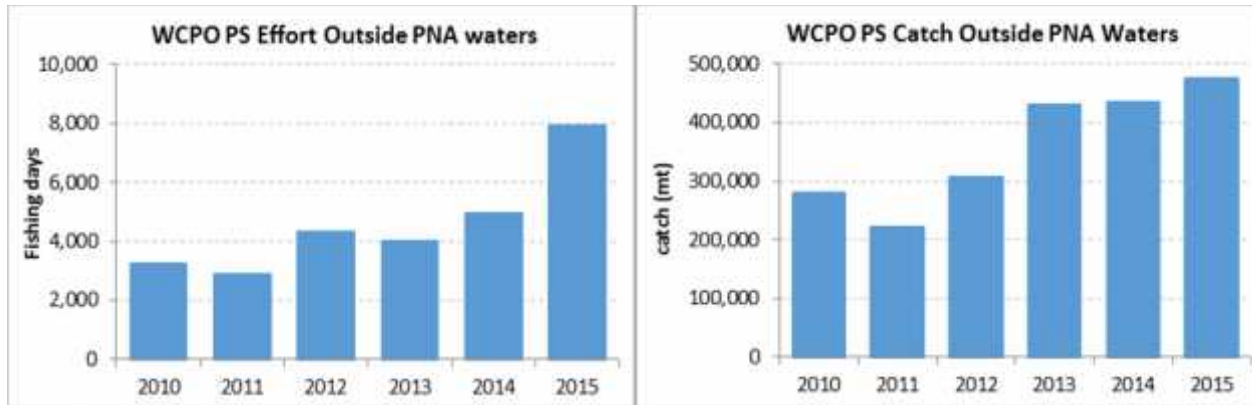 WCPO PS Effort Outside PNA waters
10,000
8,000
6,000
4,000
2,000
0
Fishing days
2010 2011 2012 2013 2014 2015
WCPO PS Catch Outside PNA Waters
500,000
400,000
300,000
200,000
100,000
0
catch (mt)
2010 2011 2012 2013 2014 2015